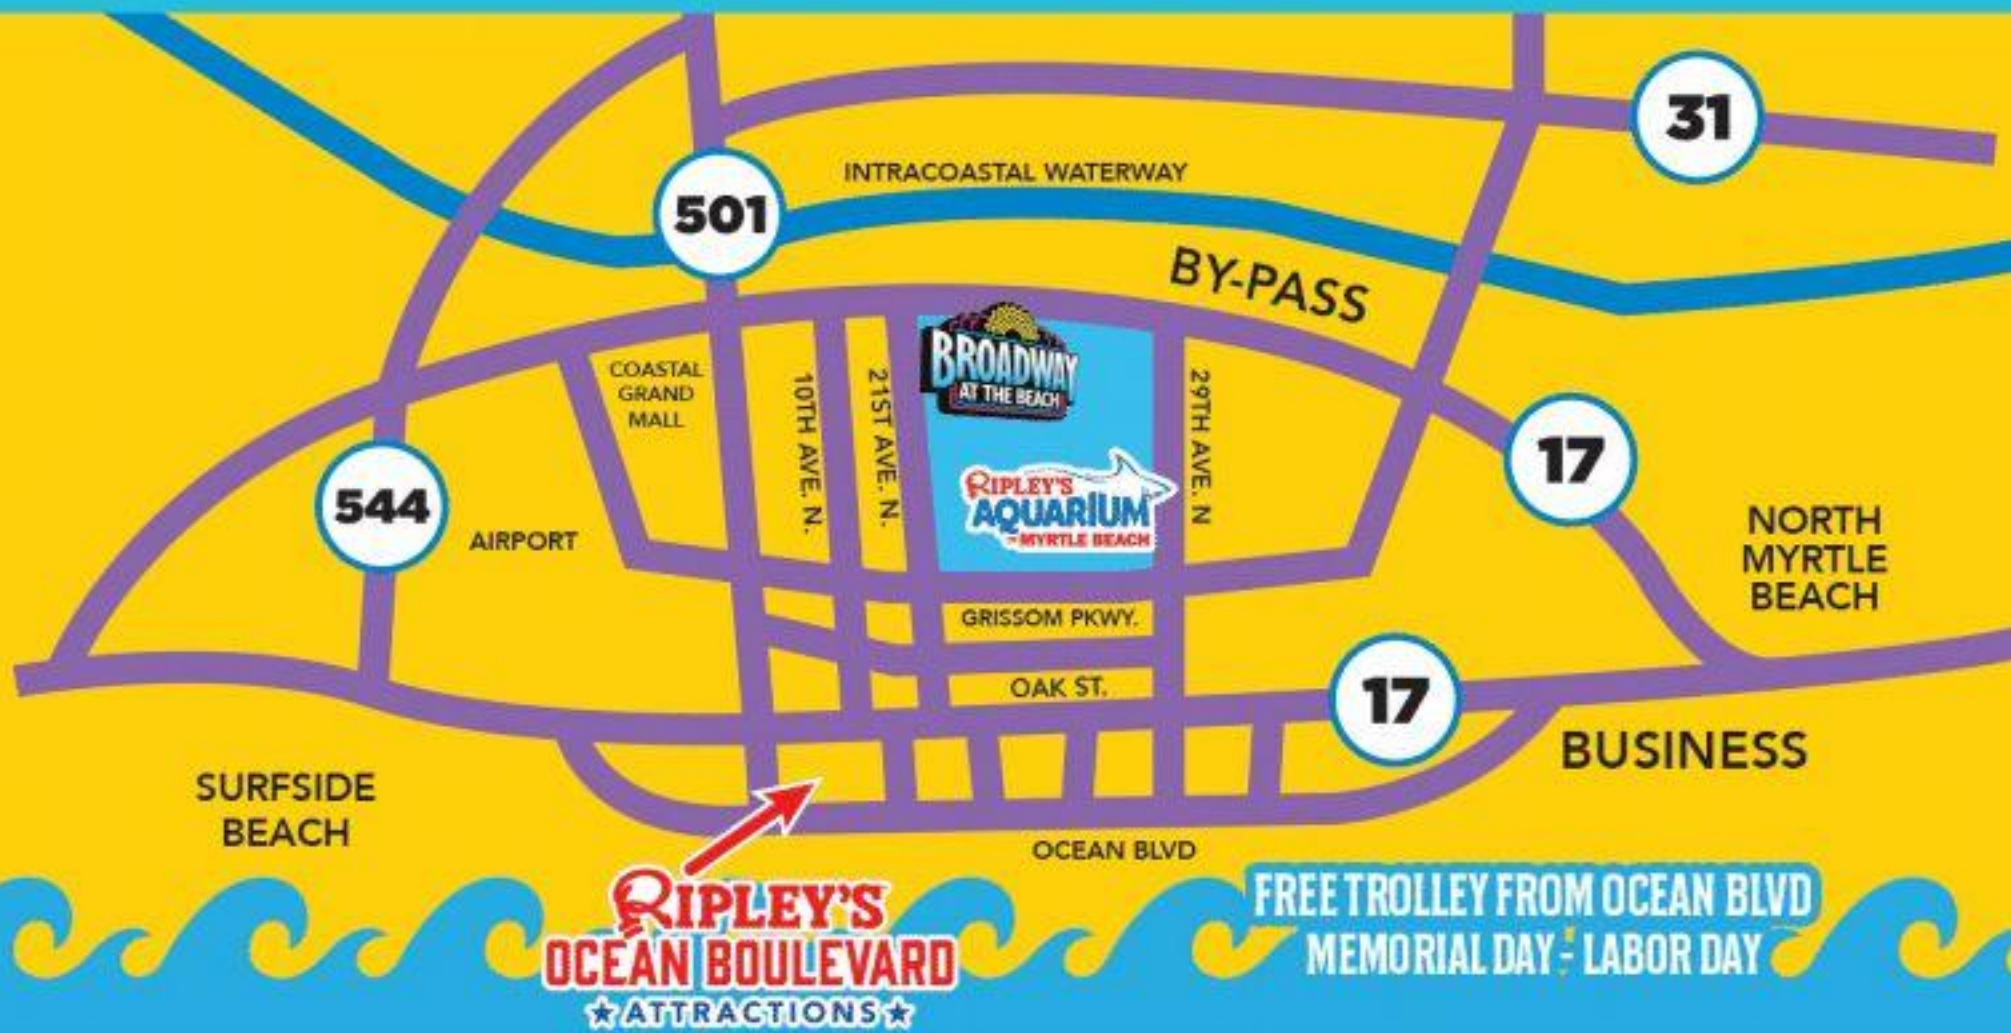 31
INTRACOASTAL WATERWAY
501
BY-PASS
BROADWAY
AT THE BEACH
COASTAL
GRAND
MALL
10TH AVE. N.
21ST AVE. N.
29TH AVE. N
17
RIPLEY'S
AQUARIUM
OF MYRTLE BEACH
544
AIRPORT
NORTH
MYRTLE
BEACH
GRISSOM PKWY.
OAK ST.
17
BUSINESS
SURFSIDE
BEACH
OCEAN BLVD
RIPLEY'S
OCEAN BOULEVARD
ATTRACTIONS
FREE TROLLEY FROM OCEAN BLVD
MEMORIAL DAY - LABOR DAY